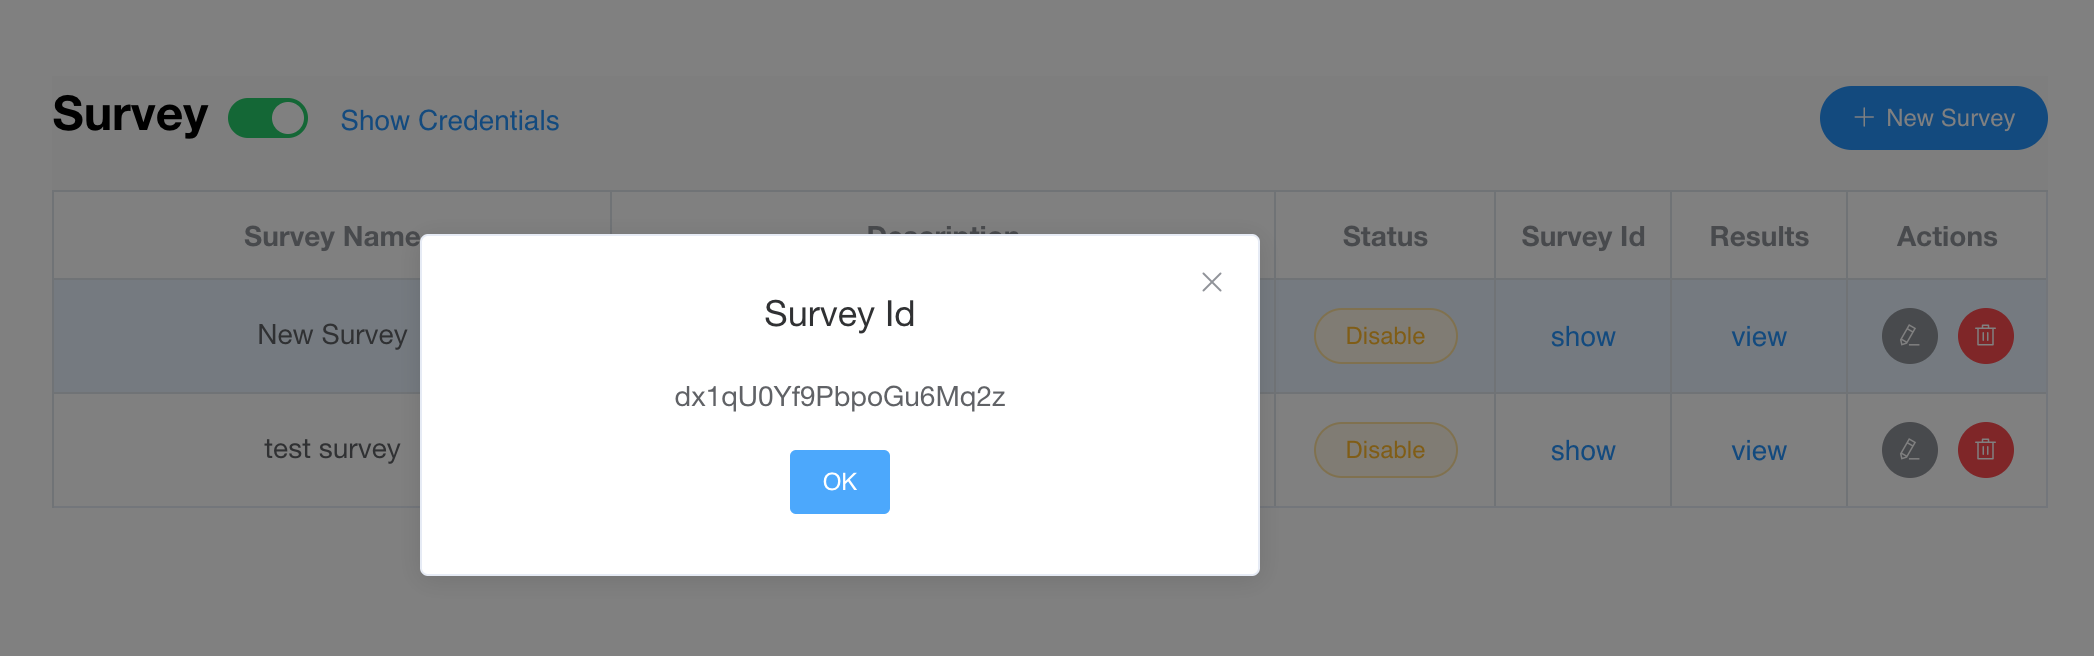 Survey
Show Credentials
+ New Survey
Survey Name
Description
Status
Survey Id
Results
Actions
New Survey
Disable
show
view
test survey
Disable
show
view
Survey Id
dx1qU0Yf9PbpoGu6Mq2z
OK